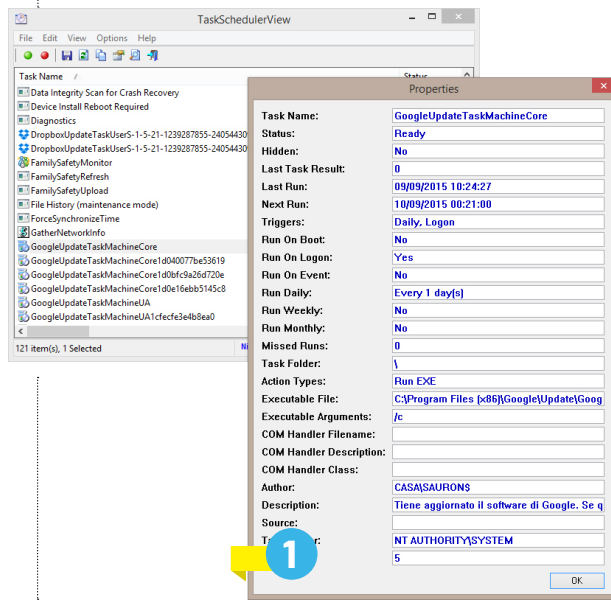 TaskSchedulerView
File Edit View Options Help
Task Name / Status
Data Integrity Scan for Crash Recovery
Device Install Reboot Required
Diagnostics
DropboxUpdateTaskUserS-1-5-21-1239287855-24054430
DropboxUpdateTaskUserS-1-5-21-1239287855-24054430
FamilySafetyMonitor
FamilySafetyRefresh
FamilySafetyUpload
File History (maintenance mode)
ForceSynchronizeTime
GatherNetworkInfo
GoogleUpdateTaskMachineCore
GoogleUpdateTaskMachineCore1d040077be53619
GoogleUpdateTaskMachineCore1d0bfc9a26d720e
GoogleUpdateTaskMachineCore1d0e16ebb5145c8
GoogleUpdateTaskMachineUA
GoogleUpdateTaskMachineUA1cfecfe3e4b8ea0
121 item(s), 1 Selected Ni
Properties
Task Name: GoogleUpdateTaskMachineCore
Status: Ready
Hidden: No
Last Task Result: 0
Last Run: 09/09/2015 10:24:27
Next Run: 10/09/2015 00:21:00
Triggers: Daily, Logon
Run On Boot: No
Run On Logon: Yes
Run On Event: No
Run Daily: Every 1 day(s)
Run Weekly: No
Run Monthly: No
Missed Runs: 0
Task Folder: \
Action Types: Run EXE
Executable File: C:\Program Files (x86)\Google\Update\Goog
Executable Arguments: /c
COM Handler Filename:
COM Handler Description:
COM Handler Class:
Author: CASA\SAURON$
Description: Tiene aggiornato il software di Google. Se q
Source:
NT AUTHORITY\SYSTEM
5
1
OK